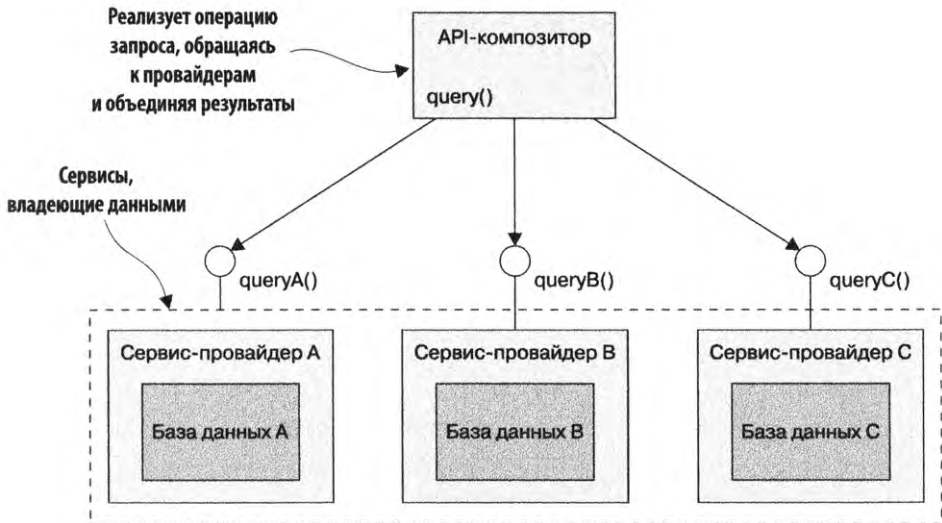 Реализует операцию
запроса, обращаясь
к провайдерам
и объединяя результаты
API-композитор
query()
Сервисы,
владеющие данными
queryA()
queryB()
queryC()
Сервис-провайдер A
Сервис-провайдер B
Сервис-провайдер C
База данных A
База данных B
База данных C